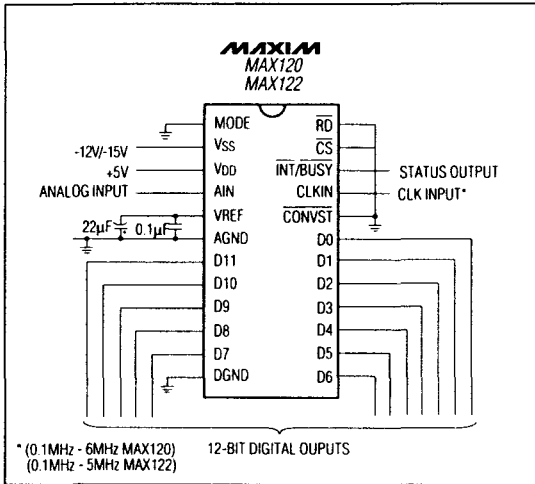 MAXIM
MAX120
MAX122
MODE
VSS
VDD
AIN
VREF
AGND
D11
D10
D9
D8
D7
DGND
RD
CS
INT/BUSY
CLKIN
CONVST
D0
D1
D2
D3
D4
D5
D6
-12V/-15V
+5V
ANALOG INPUT
22µF
0.1µF
STATUS OUTPUT
CLK INPUT*
* (0.1MHz - 6MHz MAX120)
(0.1MHz - 5MHz MAX122)
12-BIT DIGITAL OUPUTS